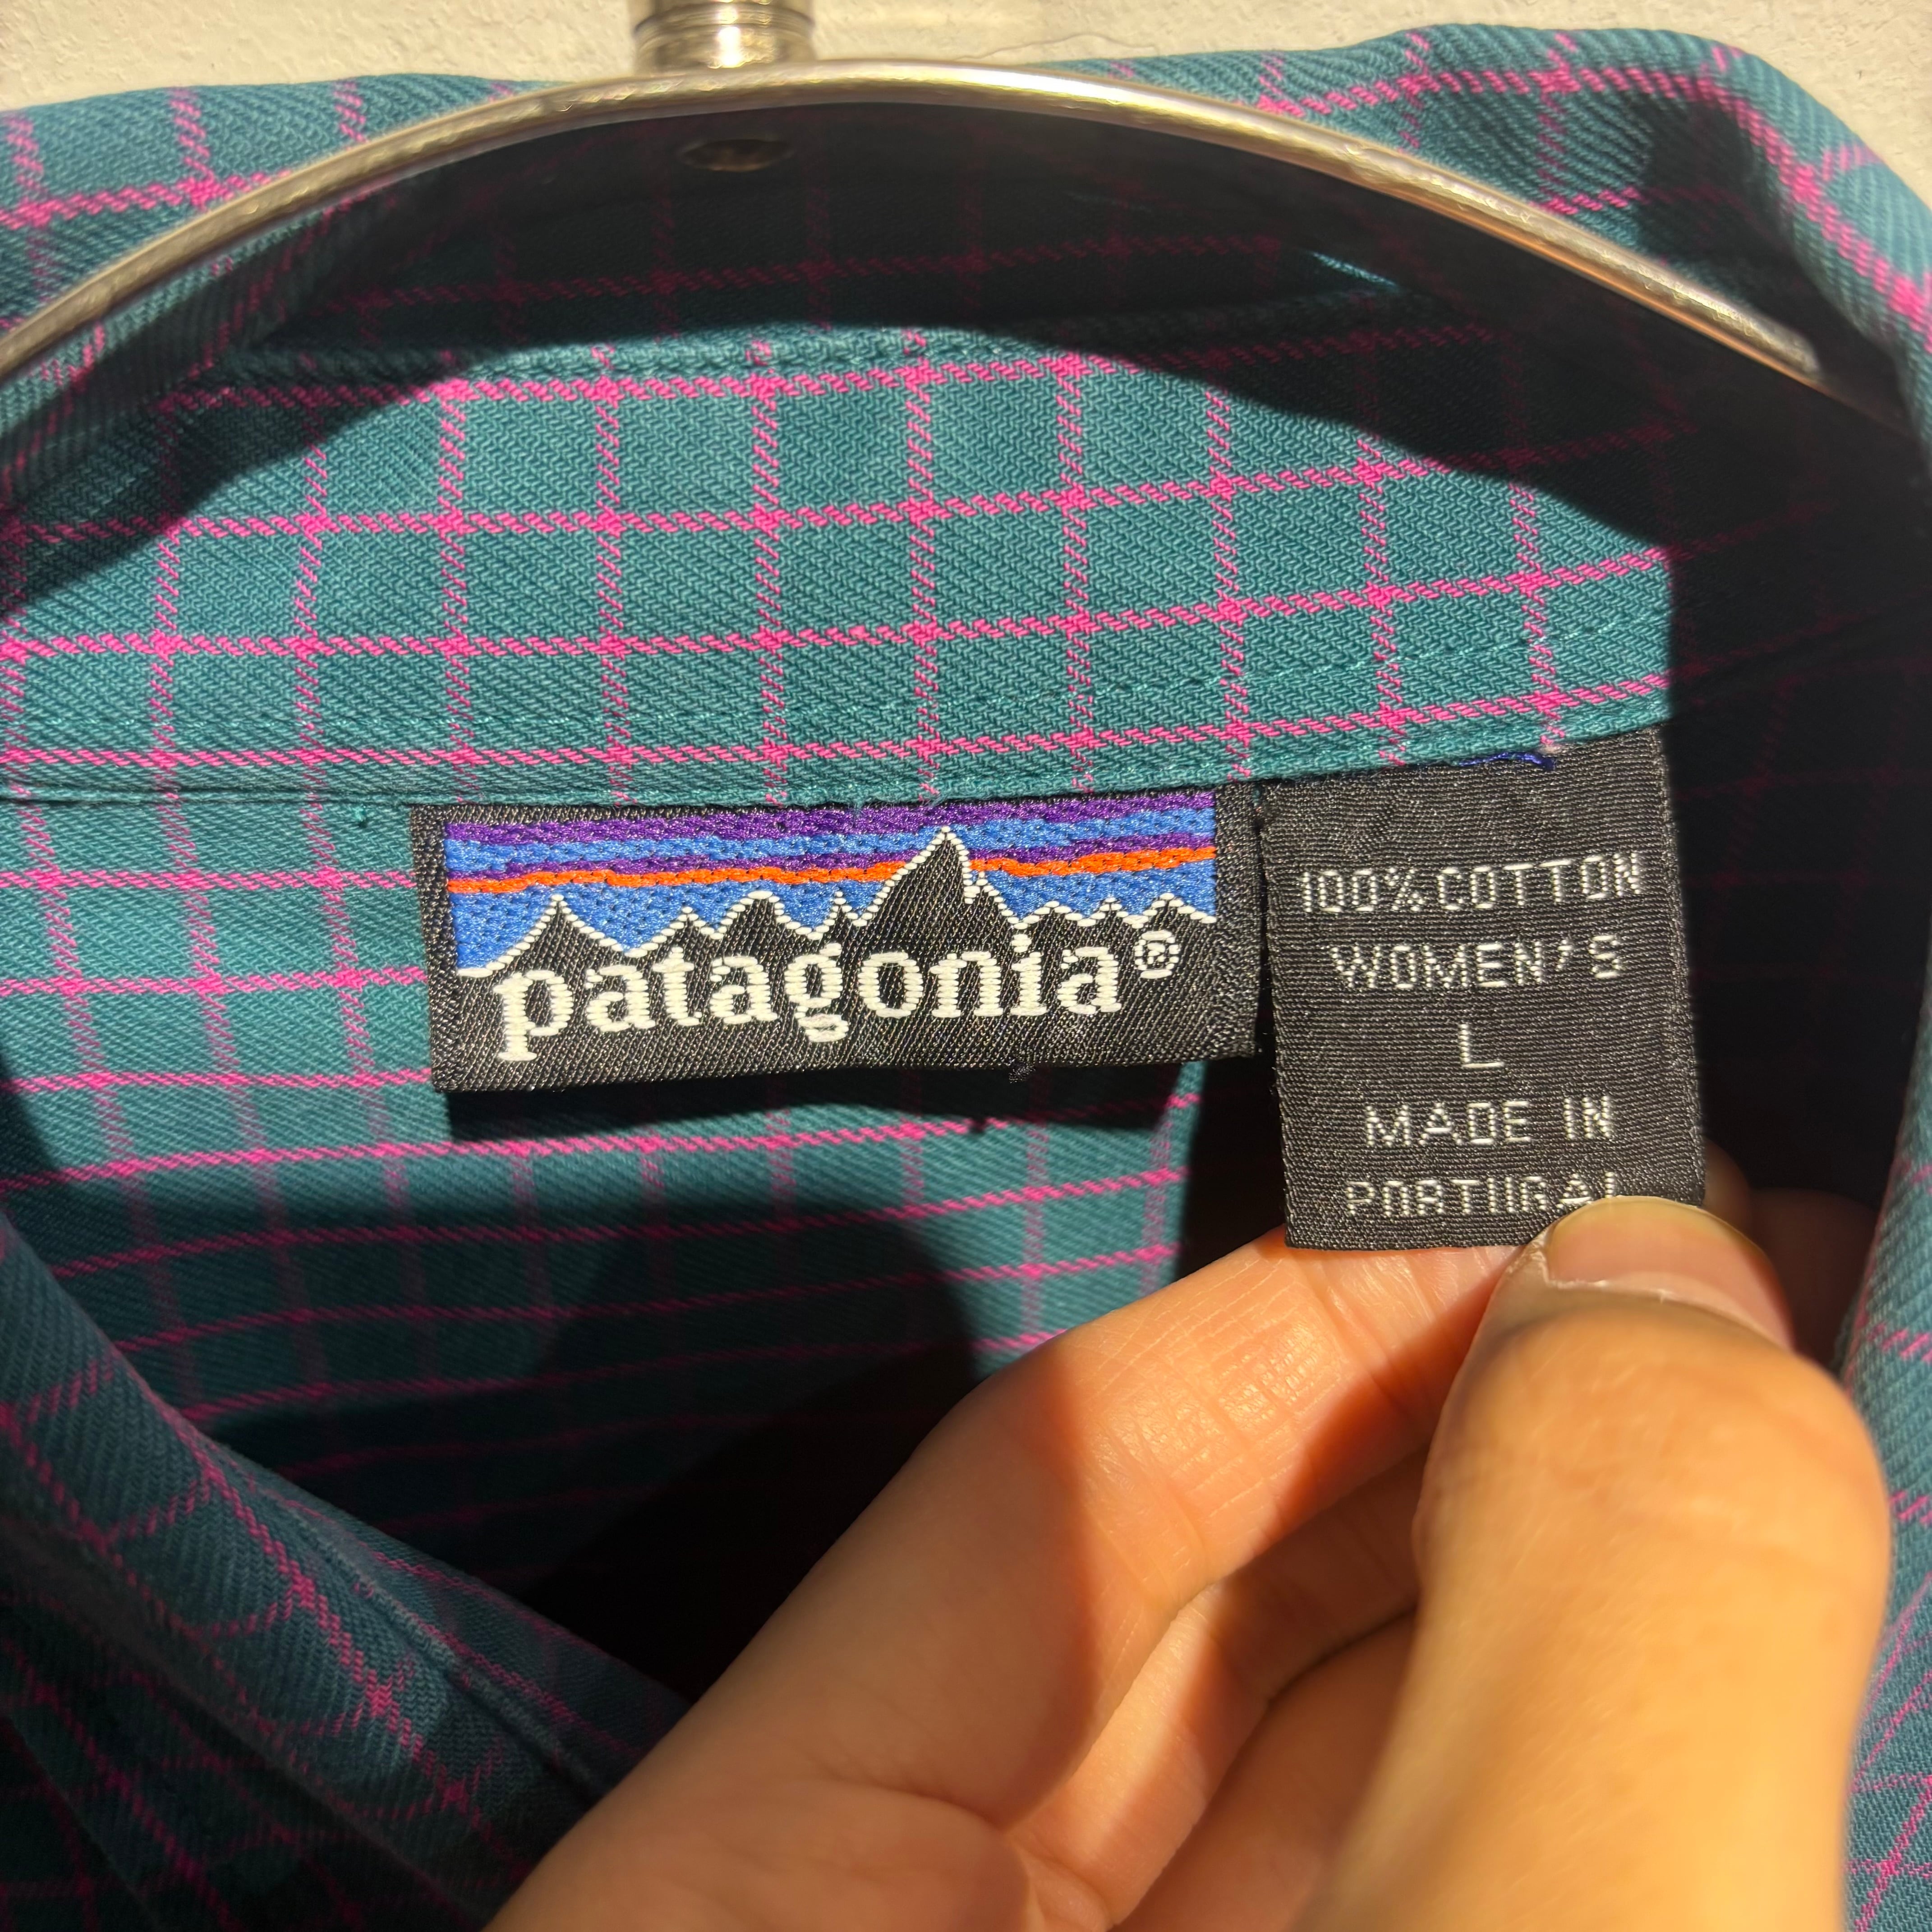 patagonia®
100% COTTON
WOMEN'S
L
MADE IN
PORTUGAL